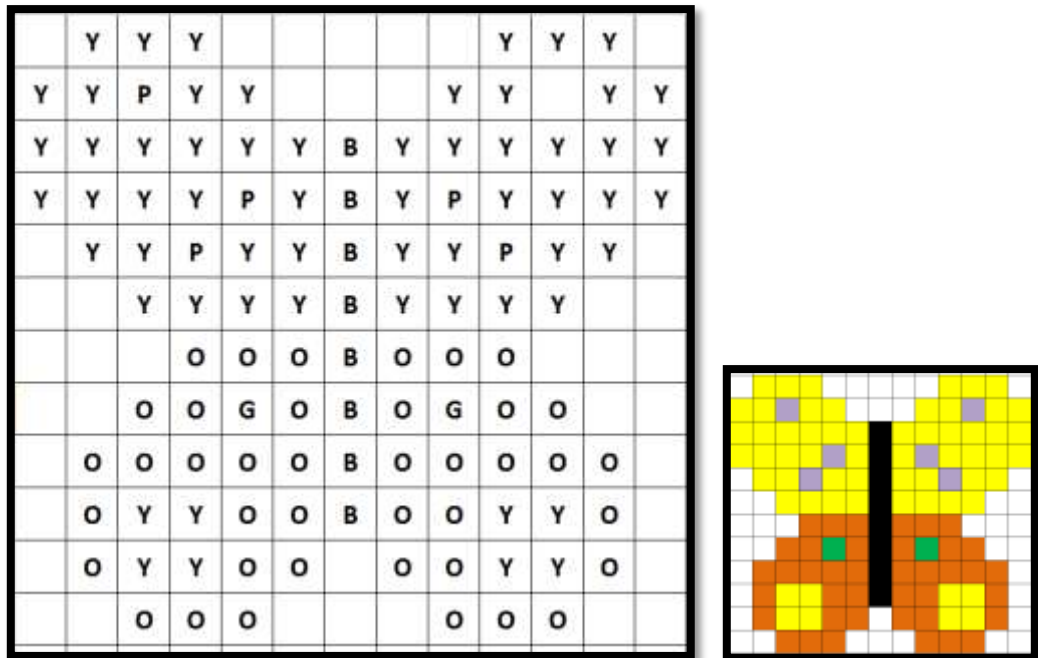 Y Y Y Y Y Y
Y Y P Y Y Y Y Y Y
Y Y Y Y Y Y B Y Y Y Y Y Y
Y Y Y Y P Y B Y P Y Y Y Y
Y Y P Y Y B Y Y P Y Y
Y Y Y Y B Y Y Y Y
O O O B O O O
O O G O B O G O O
O O O O O B O O O O O
O Y Y O O B O O Y Y O
O Y Y O O O O Y Y O
O O O O O O